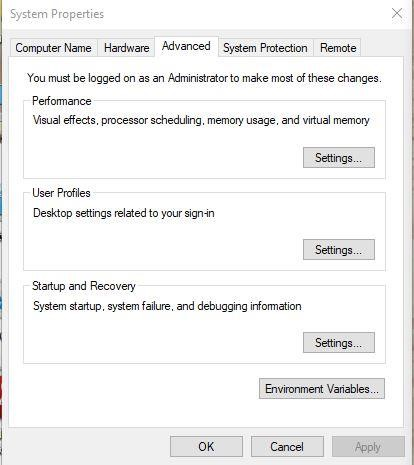 System Properties
Computer Name Hardware Advanced System Protection Remote
You must be logged on as an Administrator to make most of these changes.
Performance
Visual effects, processor scheduling, memory usage, and virtual memory
Settings...
User Profiles
Desktop settings related to your sign-in
Settings...
Startup and Recovery
System startup, system failure, and debugging information
Settings...
Environment Variables...
OK Cancel Apply